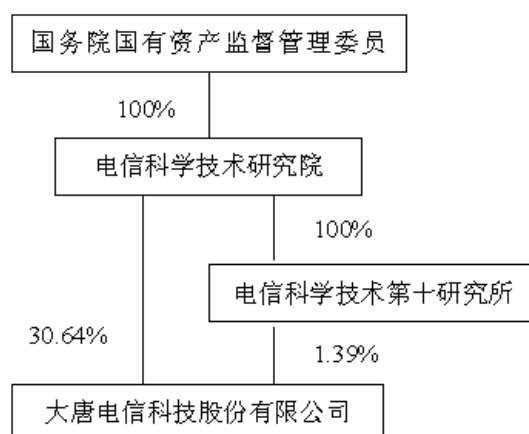 国务院国有资产监督管理委员
100%
电信科学技术研究院
100%
电信科学技术第十研究所
30.64%
1.39%
大唐电信科技股份有限公司